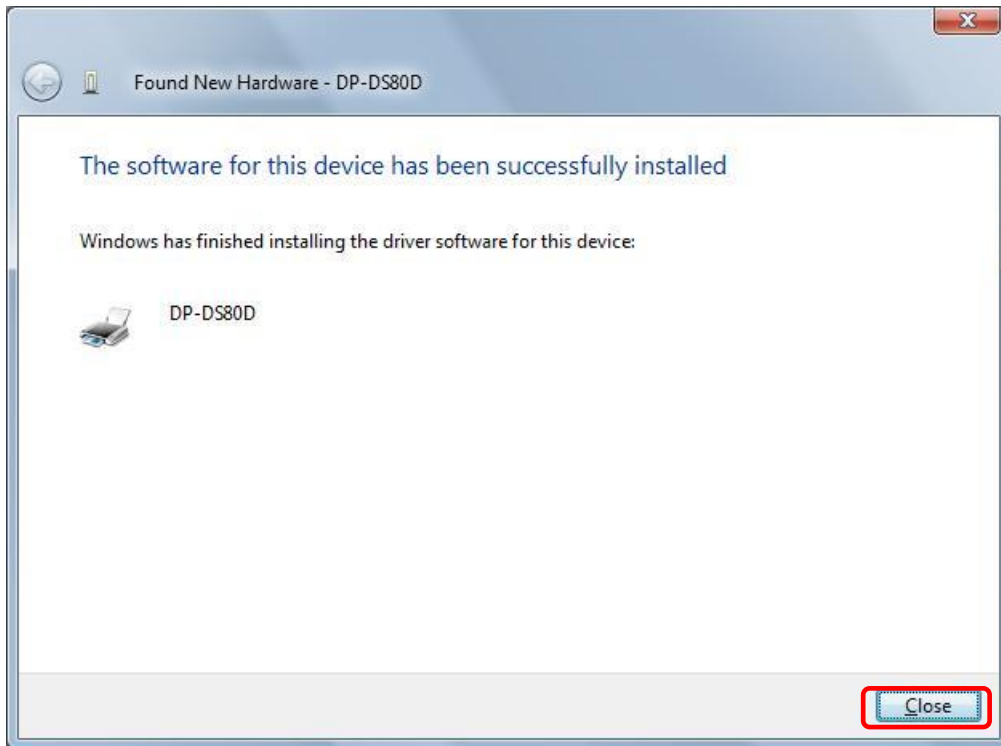 Found New Hardware - DP-DS80D
The software for this device has been successfully installed
Windows has finished installing the driver software for this device:
DP-DS80D
Close